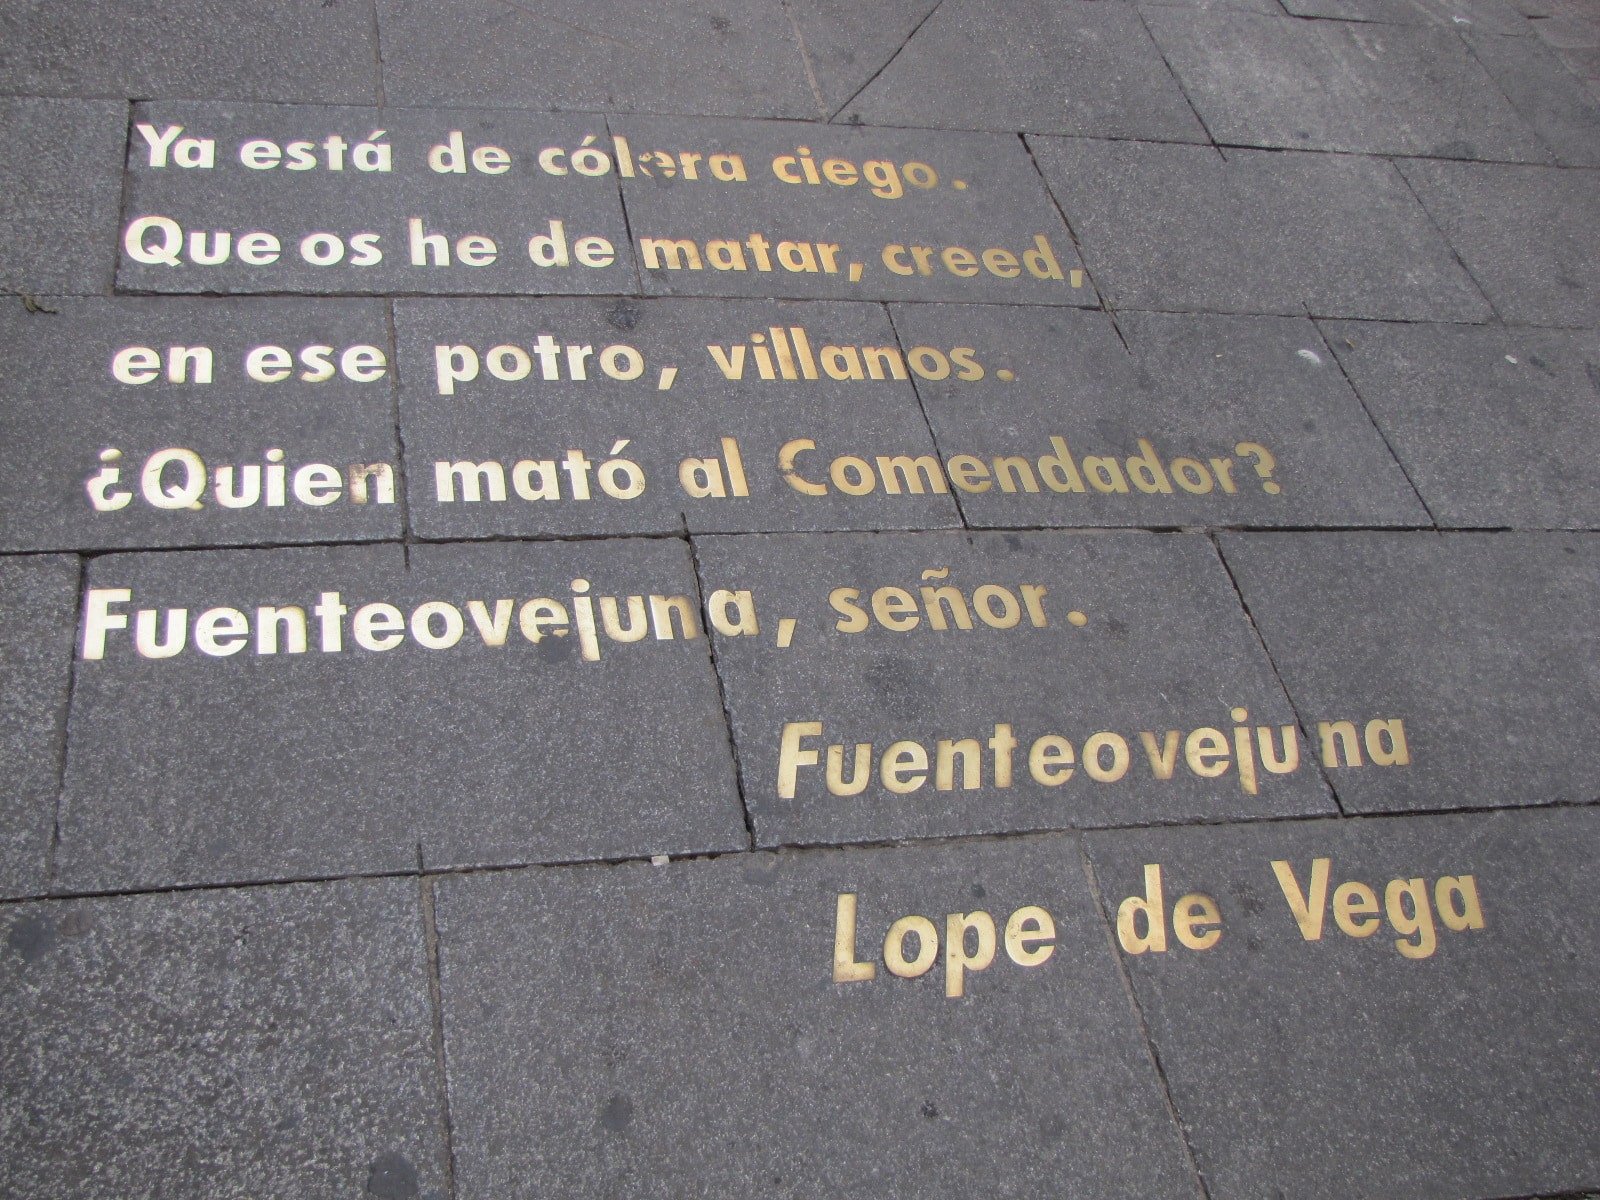 Ya está de cólera ciego.
Que os he de matar, creed,
en ese potro, villanos.
¿Quien mató al Comendador?
Fuenteovejuna, señor.
Fuenteovejuna
Lope de Vega